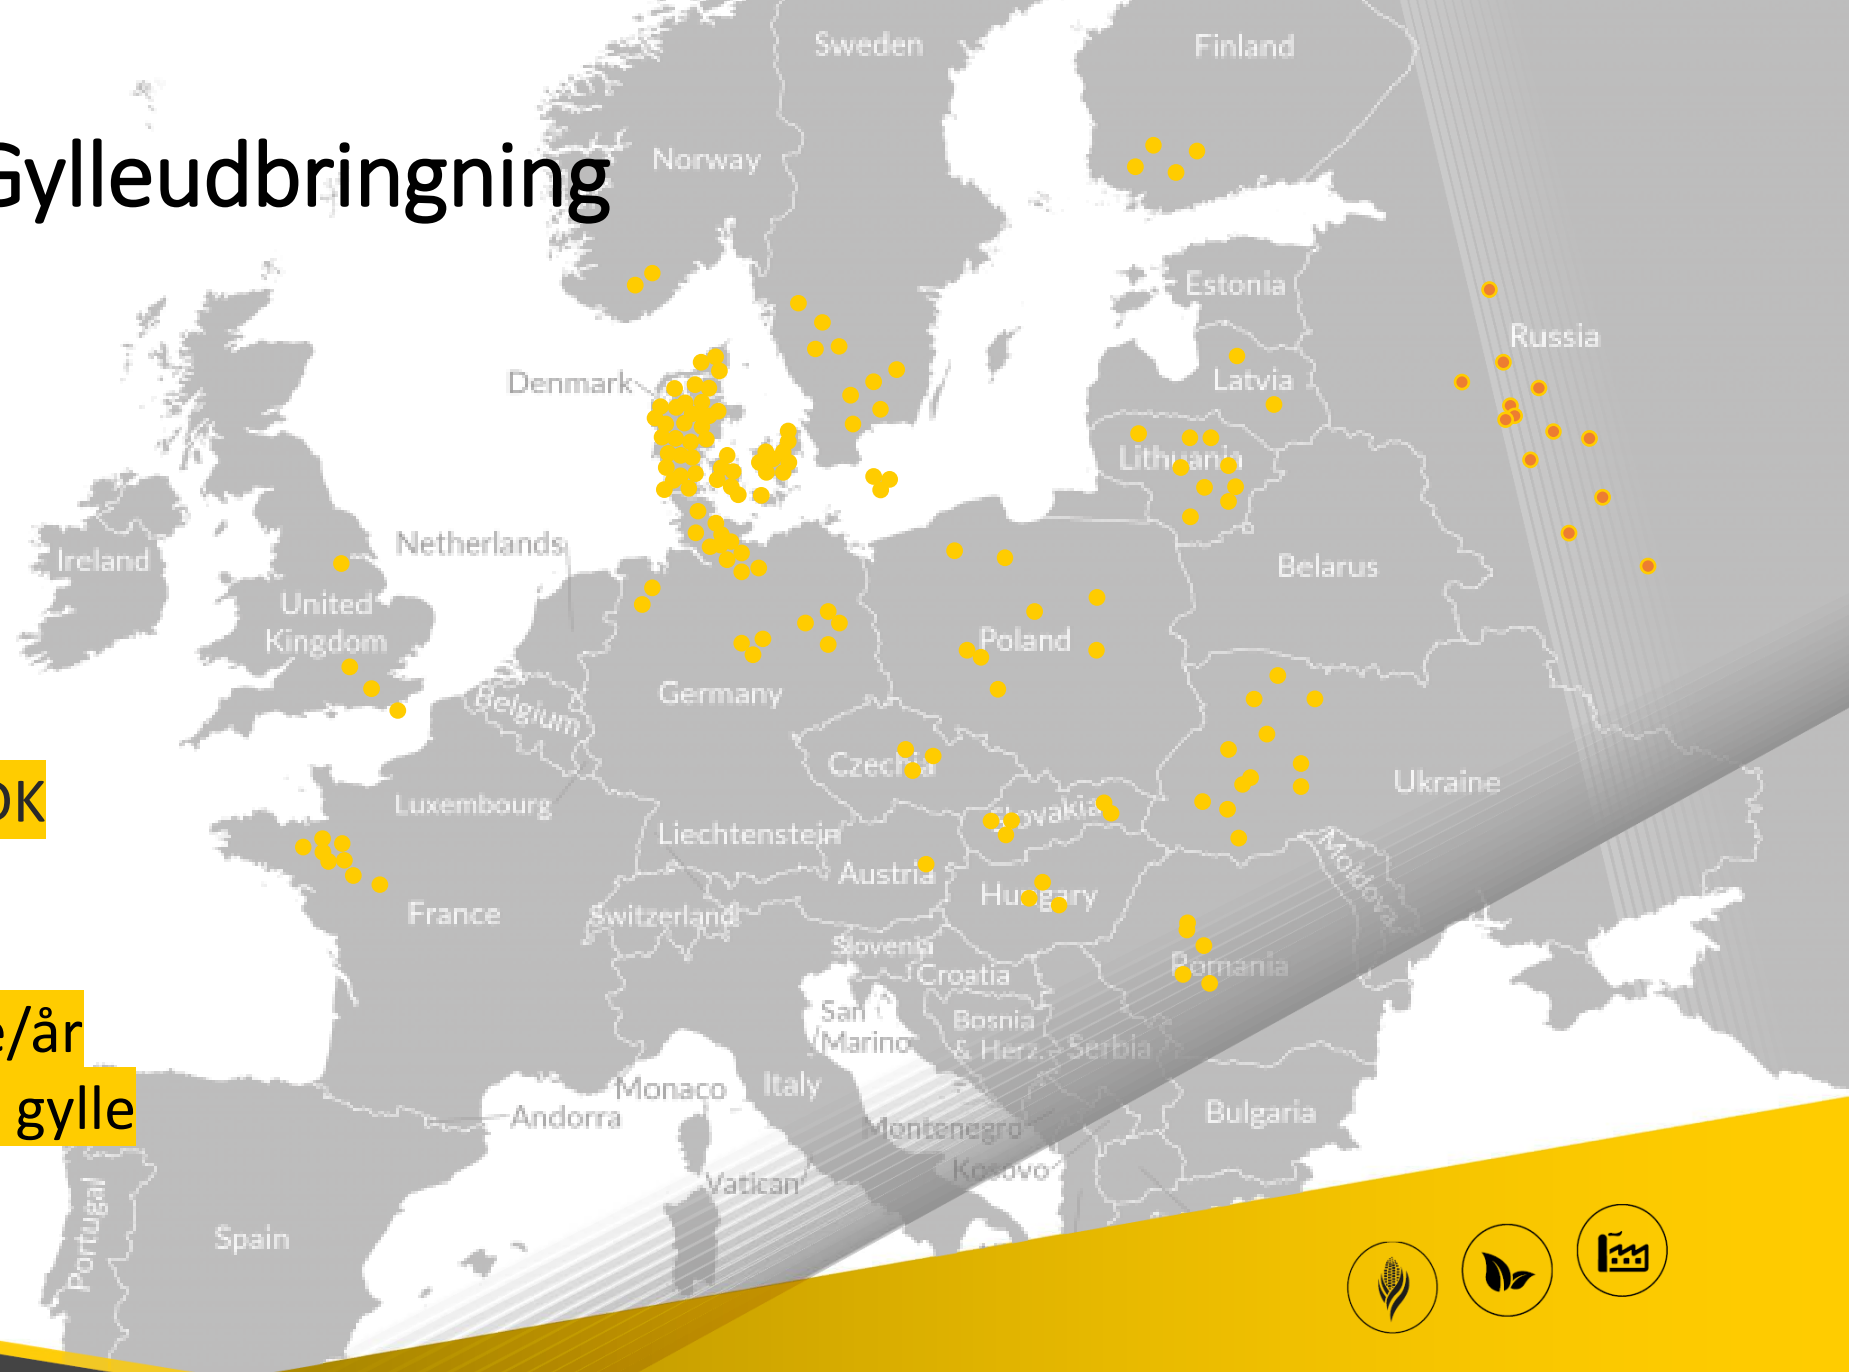 Sweden
Finland
Norway
Gylleudbringning
Estonia
Russia
Denmark
Latvia
Lithuania
Netherlands
Ireland
Belarus
United
Kingdom
Poland
Germany
Belgium
Czechia
Ukraine
DK
Luxembourg
Slovakia
Liechtenstein
Moldova
Austria
Hungary
France
Switzerland
Slovenia
Romania
Croatia
San
Marino
Bosnia
& Herz.
Serbia
e/år
Monaco
Italy
gylle
Andorra
Bulgaria
Montenegro
Kosovo
Vatican
Portugal
Spain